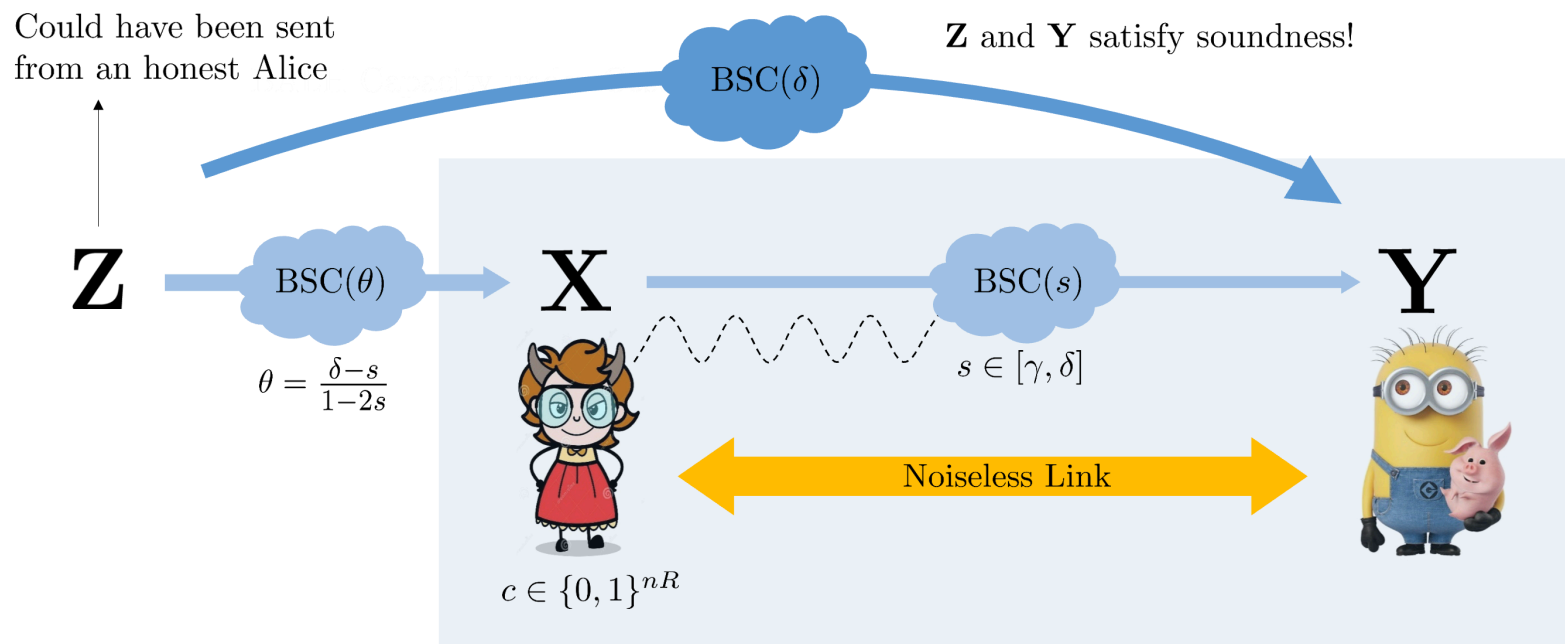 Could have been sent
from an honest Alice
BSC(δ)
𝐙 and 𝐘 satisfy soundness!
𝐙
BSC(θ)
θ = \frac{δ−s}{1−2s}
𝐗
BSC(s)
s ∈ [γ, δ]
𝐘
Noiseless Link
c ∈ {0, 1}^{nR}